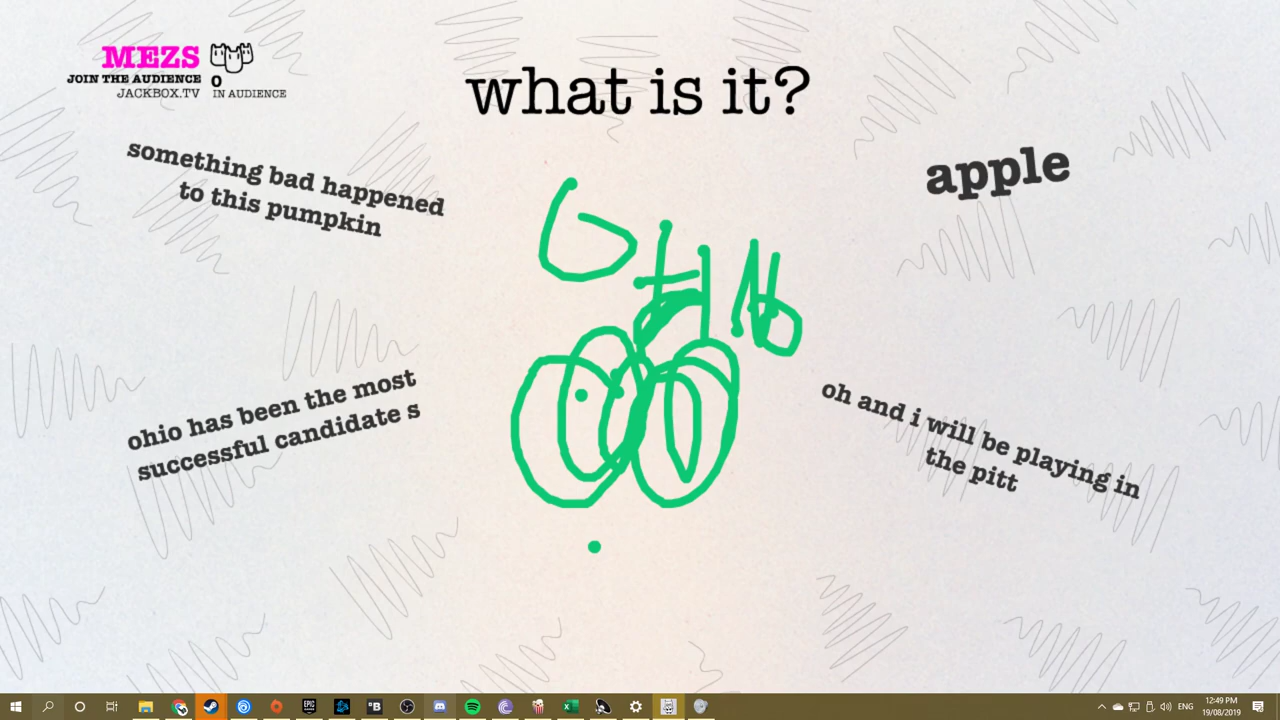 MEZS
JOIN THE AUDIENCE
JACKBOX.TV
0
IN AUDIENCE
what is it?
something bad happened
to this pumpkin
apple
ohio has been the most
successful candidate s
oh and i will be playing in
the pitt
EPIC
GAMES
B
ENG
12:49 PM
19/08/2019